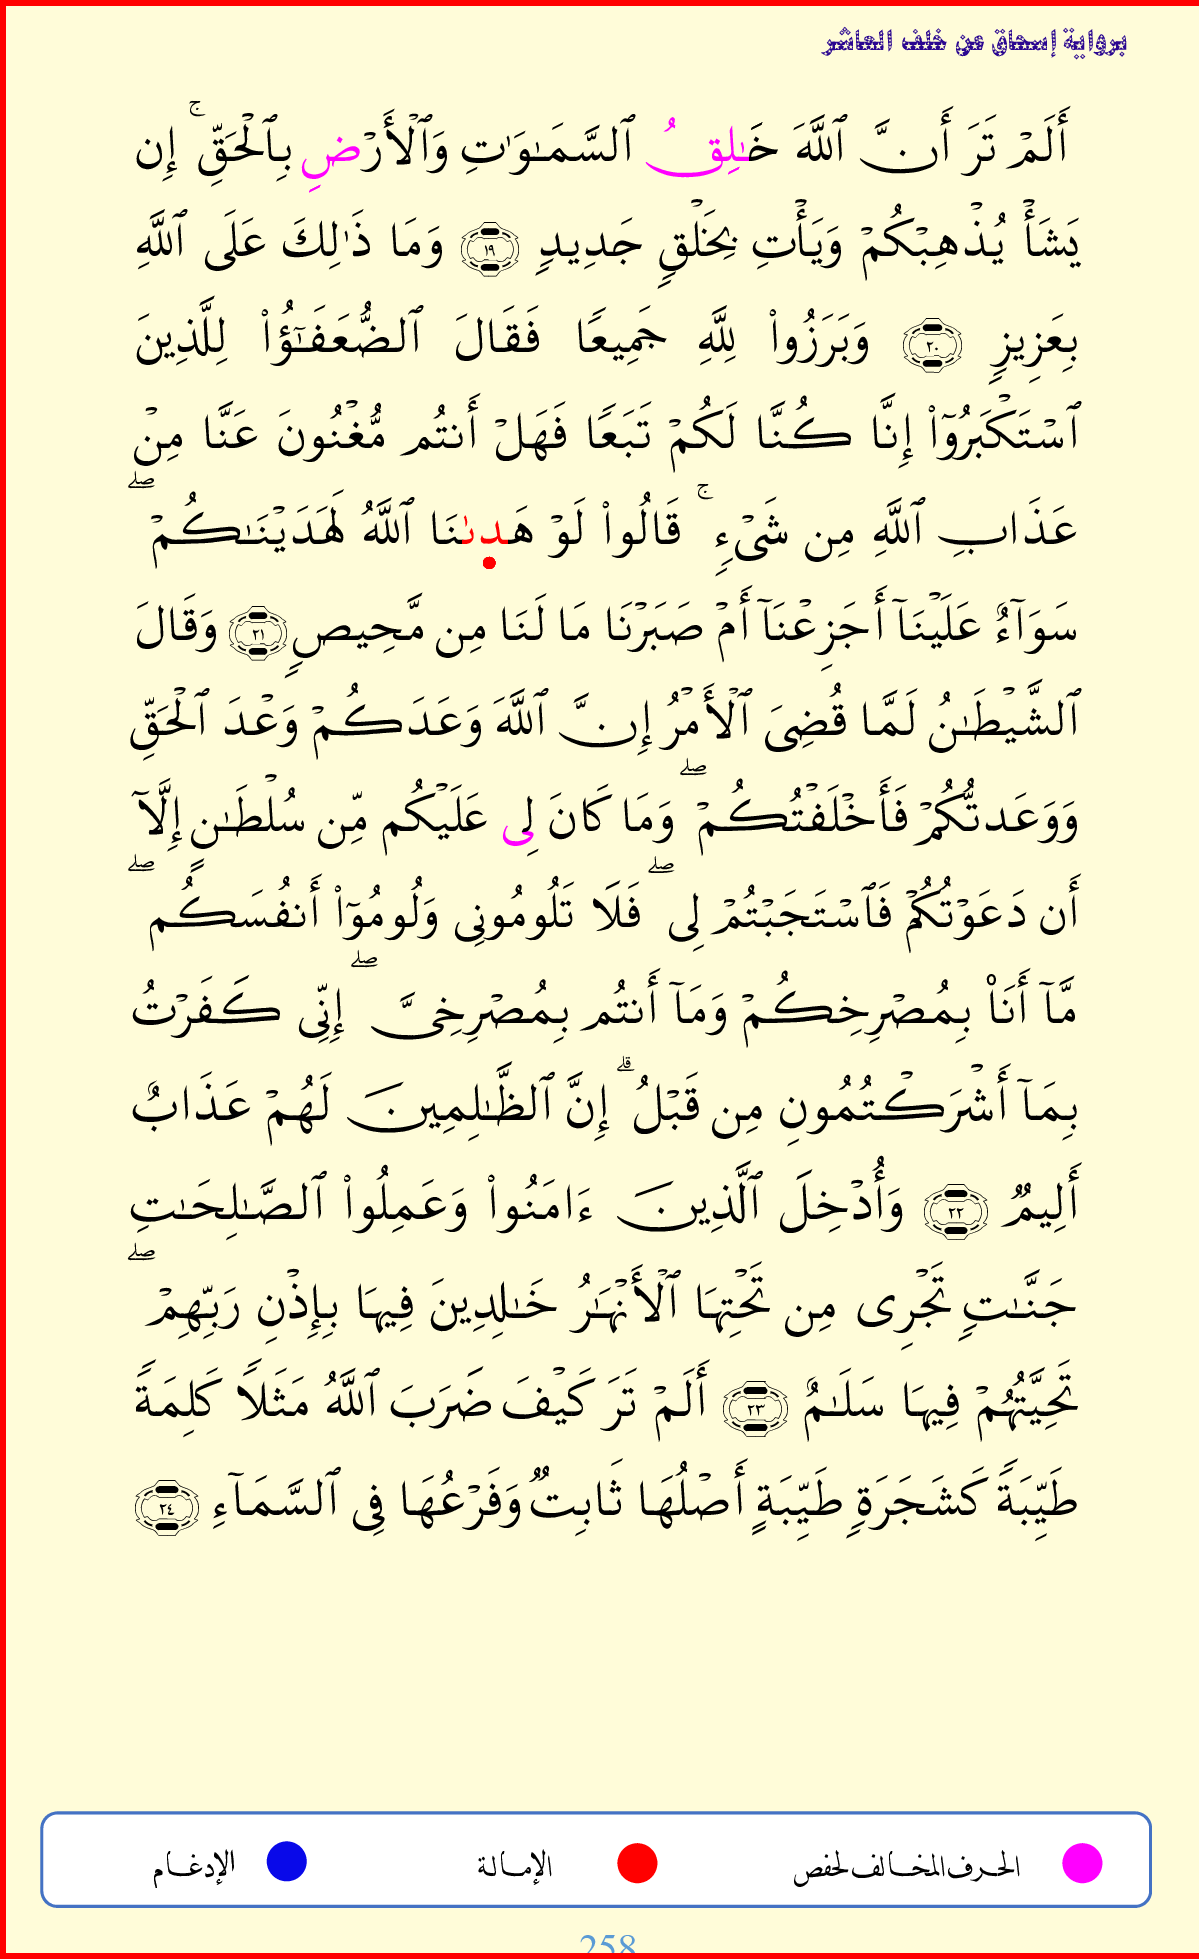 برواية إسحاق عن خلف العاشر
أَلَمْ تَرَ أَنَّ ٱللَّهَ خَـٰلِقُ ٱلسَّمَـٰوَٰتِ وَٱلْأَرْضِ بِٱلْحَقِّ ۚ إِن
يَشَأْ يُذْهِبْكُمْ وَيَأْتِ بِخَلْقٍ جَدِيدٍ ١٩ وَمَا ذَٰلِكَ عَلَى ٱللَّهِ
بِعَزِيزٍ ٢٠ وَبَرَزُوا۟ لِلَّهِ جَمِيعًا فَقَالَ ٱلضُّعَفَـٰٓؤُا۟ لِلَّذِينَ
ٱسْتَكْبَرُوٓا۟ إِنَّا كُنَّا لَكُمْ تَبَعًا فَهَلْ أَنتُم مُّغْنُونَ عَنَّا مِنْ
عَذَابِ ٱللَّهِ مِن شَىْءٍ ۚ قَالُوا۟ لَوْ هَدٜىٰنَا ٱللَّهُ لَهَدَيْنَـٰكُمْ ۖ
سَوَآءٌ عَلَيْنَآ أَجَزِعْنَآ أَمْ صَبَرْنَا مَا لَنَا مِن مَّحِيصٍ ٢١ وَقَالَ
ٱلشَّيْطَـٰنُ لَمَّا قُضِىَ ٱلْأَمْرُ إِنَّ ٱللَّهَ وَعَدَكُمْ وَعْدَ ٱلْحَقِّ
وَوَعَدتُّكُمْ فَأَخْلَفْتُكُمْ ۖ وَمَا كَانَ لِى عَلَيْكُم مِّن سُلْطَـٰنٍ إِلَّآ
أَن دَعَوْتُكُمْ فَٱسْتَجَبْتُمْ لِى ۖ فَلَا تَلُومُونِى وَلُومُوٓا۟ أَنفُسَكُم ۖ
مَّآ أَنَا۠ بِمُصْرِخِكُمْ وَمَآ أَنتُم بِمُصْرِخِىَّ ۖ إِنِّى كَفَرْتُ
بِمَآ أَشْرَكْتُمُونِ مِن قَبْلُ ۗ إِنَّ ٱلظَّـٰلِمِينَ لَهُمْ عَذَابٌ
أَلِيمٌ ٢٢ وَأُدْخِلَ ٱلَّذِينَ ءَامَنُوا۟ وَعَمِلُوا۟ ٱلصَّـٰلِحَـٰتِ
جَنَّـٰتٍ تَجْرِى مِن تَحْتِهَا ٱلْأَنْهَـٰرُ خَـٰلِدِينَ فِيهَا بِإِذْنِ رَبِّهِمْ ۖ
تَحِيَّتُهُمْ فِيهَا سَلَـٰمٌ ٢٣ أَلَمْ تَرَ كَيْفَ ضَرَبَ ٱللَّهُ مَثَلًا كَلِمَةً
طَيِّبَةً كَشَجَرَةٍ طَيِّبَةٍ أَصْلُهَا ثَابِتٌ وَفَرْعُهَا فِى ٱلسَّمَآءِ ٢٤
الحرف المخالف لحفص الإمالة الإدغام
258